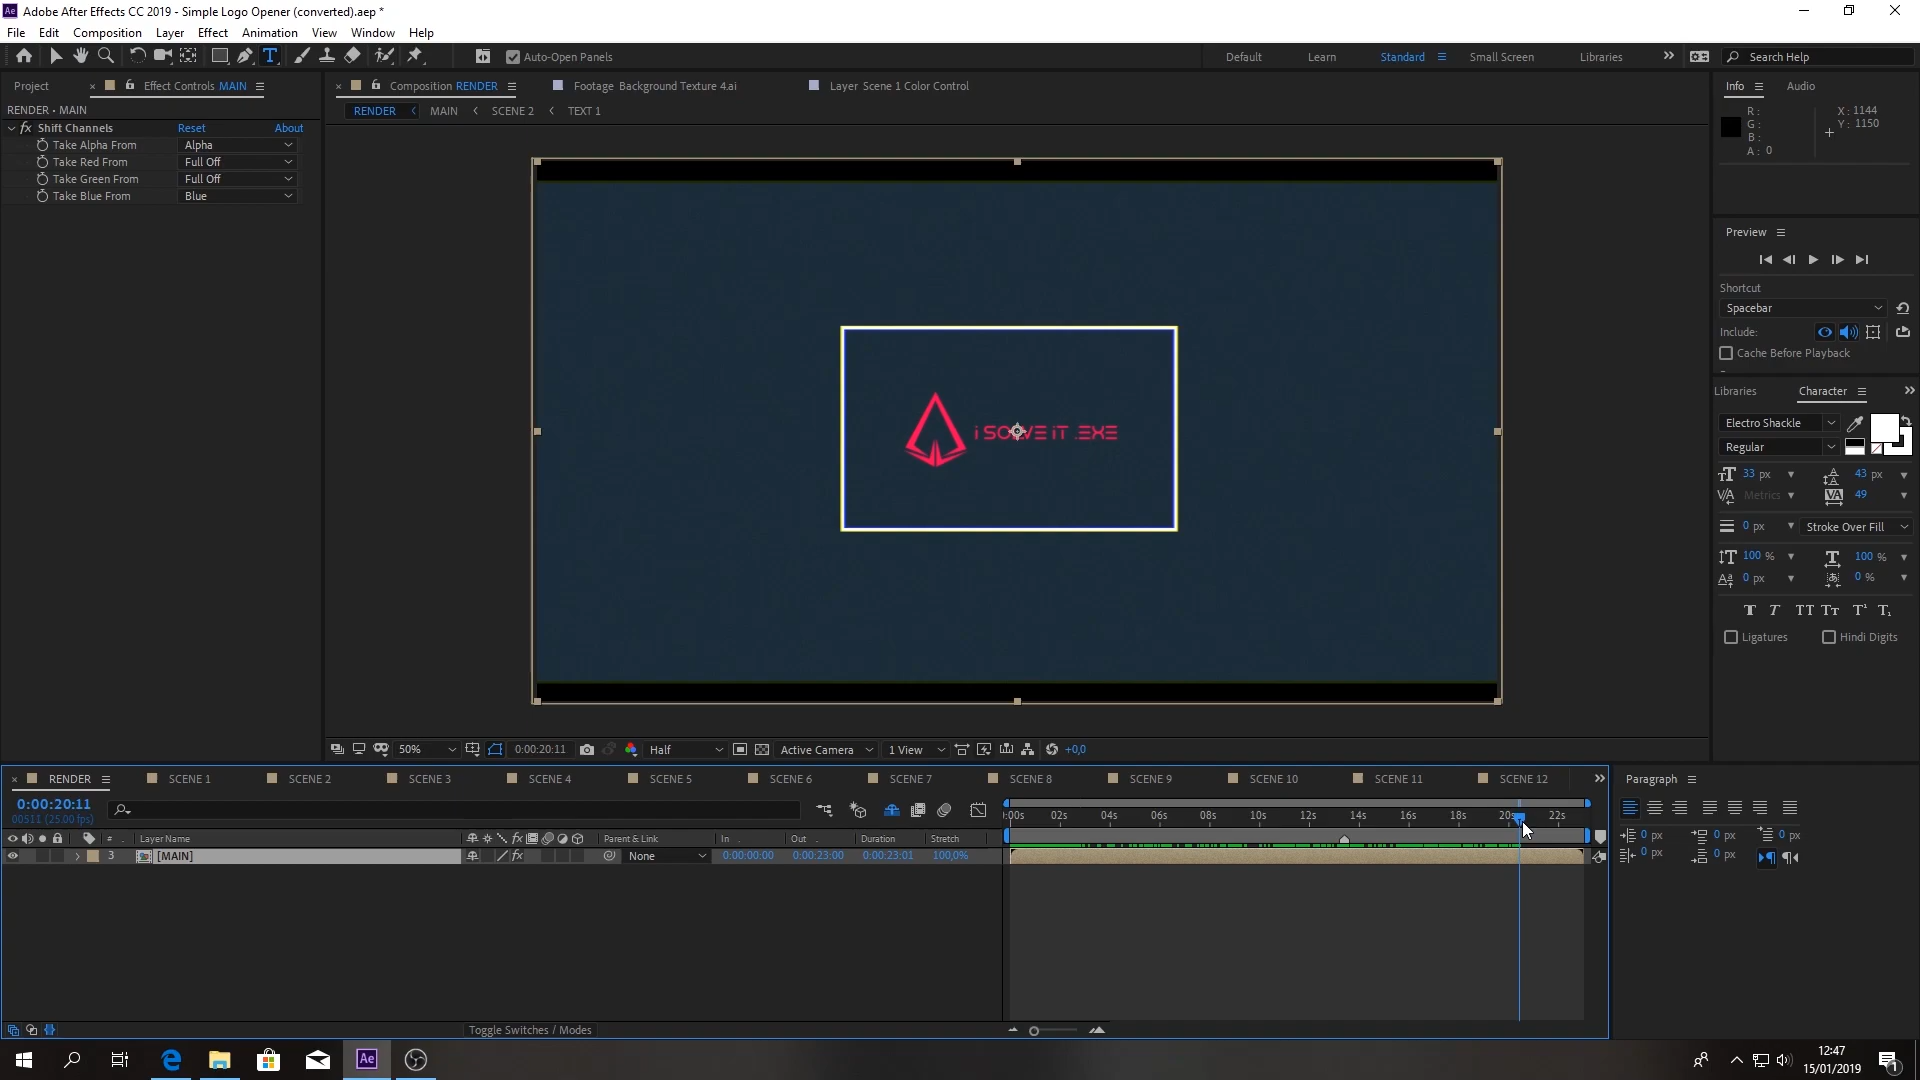 Ae Adobe After Effects CC 2019 - Simple Logo Opener (converted).aep *
File Edit Composition Layer Effect Animation View Window Help
Auto-Open Panels Default Learn Standard Small Screen Libraries Search Help
Project Effect Controls MAIN
RENDER • MAIN
fx Shift Channels Reset About
Take Alpha From Alpha
Take Red From Full Off
Take Green From Full Off
Take Blue From Blue
Composition RENDER Footage Background Texture 4.ai Layer Scene 1 Color Control
RENDER MAIN SCENE 2 TEXT 1
i SOLVE iT .EXE
50% 0:00:20:11 Half Active Camera 1 View +0,0
Info Audio
R: X: 1144
G: Y: 1150
B:
A: 0
Preview
Shortcut
Spacebar
Include:
Cache Before Playback
Libraries Character
Electro Shackle
Regular
33 px 43 px
Metrics 49
0 px Stroke Over Fill
100 % 100 %
0 px 0 %
T T TT Tt T¹ T₁
Ligatures Hindi Digits
RENDER SCENE 1 SCENE 2 SCENE 3 SCENE 4 SCENE 5 SCENE 6 SCENE 7 SCENE 8 SCENE 9 SCENE 10 SCENE 11 SCENE 12
0:00:20:11
00511 (25.00 fps)
:00s 02s 04s 06s 08s 10s 12s 14s 16s 18s 20s 22s
# Layer Name Parent & Link In Out Duration Stretch
3 [MAIN] fx None 0:00:00:00 0:00:23:00 0:00:23:01 100,0%
Toggle Switches / Modes
Paragraph
0 px 0 px 0 px
0 px 0 px
Ae
12:47
15/01/2019
1